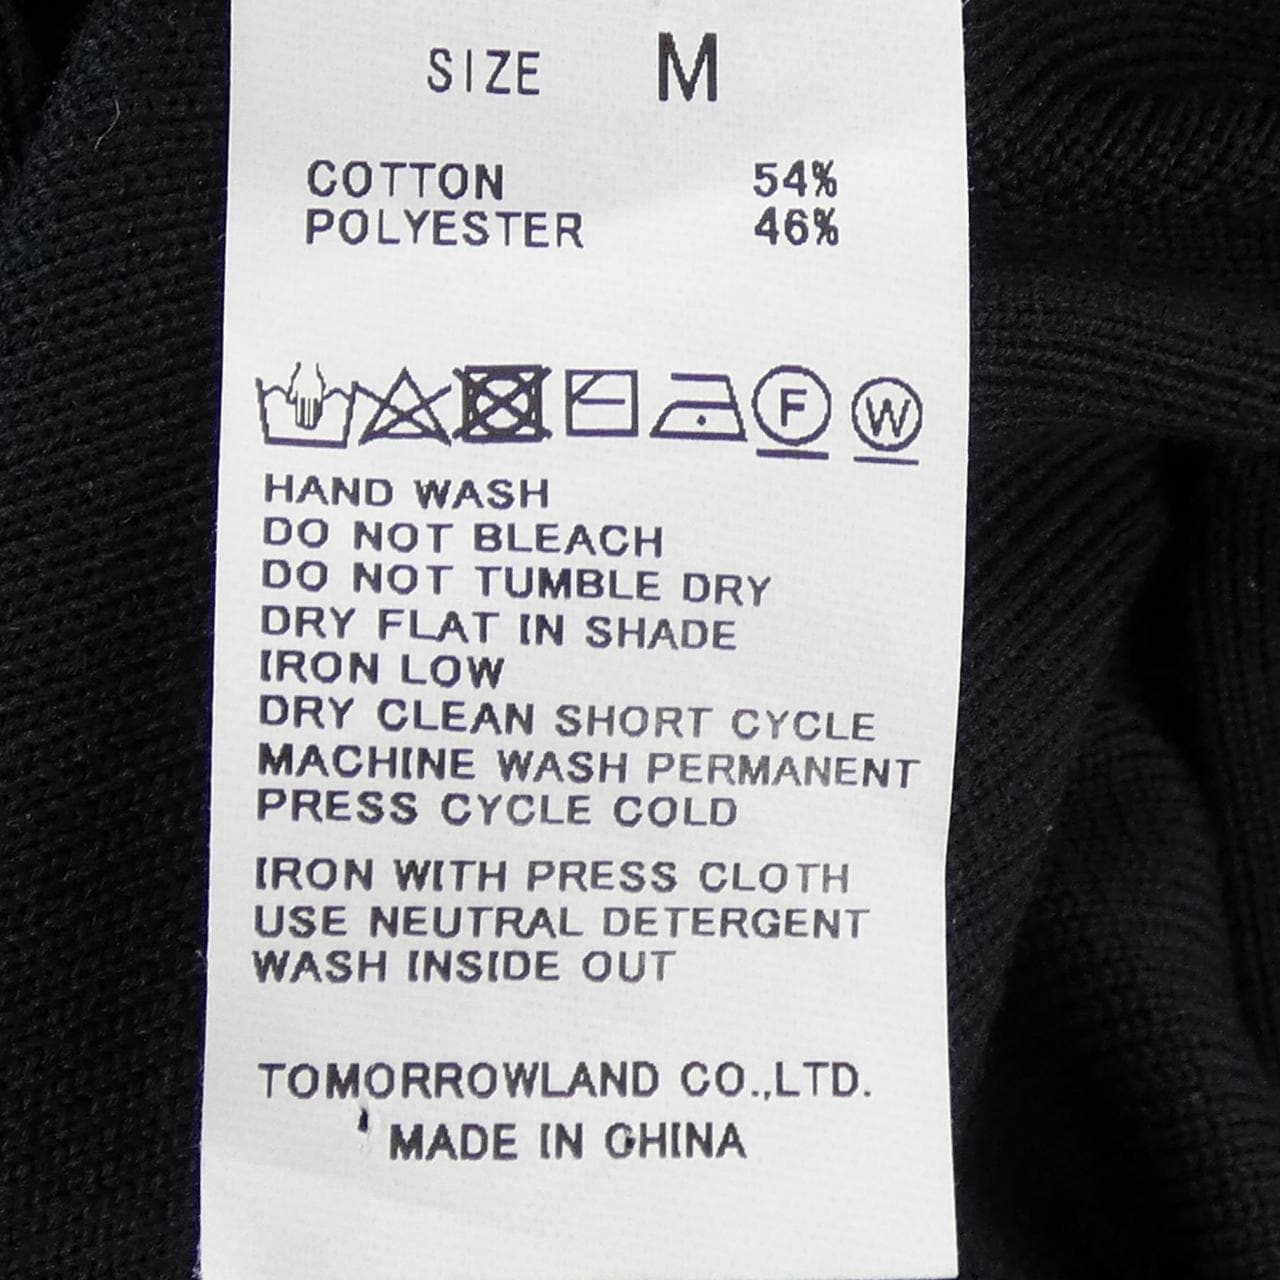 SIZE M
COTTON 54%
POLYESTER 46%
F W
HAND WASH
DO NOT BLEACH
DO NOT TUMBLE DRY
DRY FLAT IN SHADE
IRON LOW
DRY CLEAN SHORT CYCLE
MACHINE WASH PERMANENT
PRESS CYCLE COLD
IRON WITH PRESS CLOTH
USE NEUTRAL DETERGENT
WASH INSIDE OUT
TOMORROWLAND CO.,LTD.
MADE IN CHINA